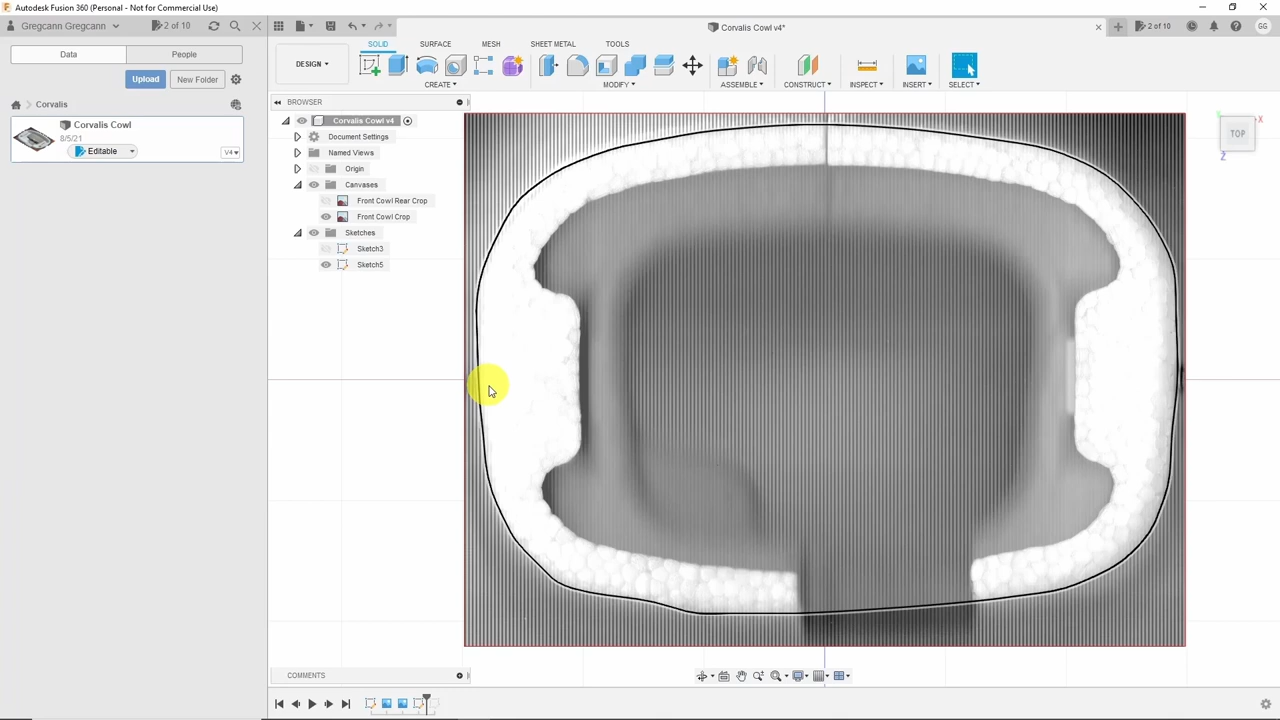 Autodesk Fusion 360 (Personal - Not for Commercial Use)
Gregcann Gregcann
2 of 10
Corvalis Cowl v4*
2 of 10
GG
Data
People
Upload
New Folder
Corvalis
Corvalis Cowl
8/5/21
Editable
V4
DESIGN
SOLID
SURFACE
MESH
SHEET METAL
TOOLS
CREATE
MODIFY
ASSEMBLE
CONSTRUCT
INSPECT
INSERT
SELECT
BROWSER
Corvalis Cowl v4
Document Settings
Named Views
Origin
Canvases
Front Cowl Rear Crop
Front Cowl Crop
Sketches
Sketch3
Sketch5
TOP
X
Z
COMMENTS